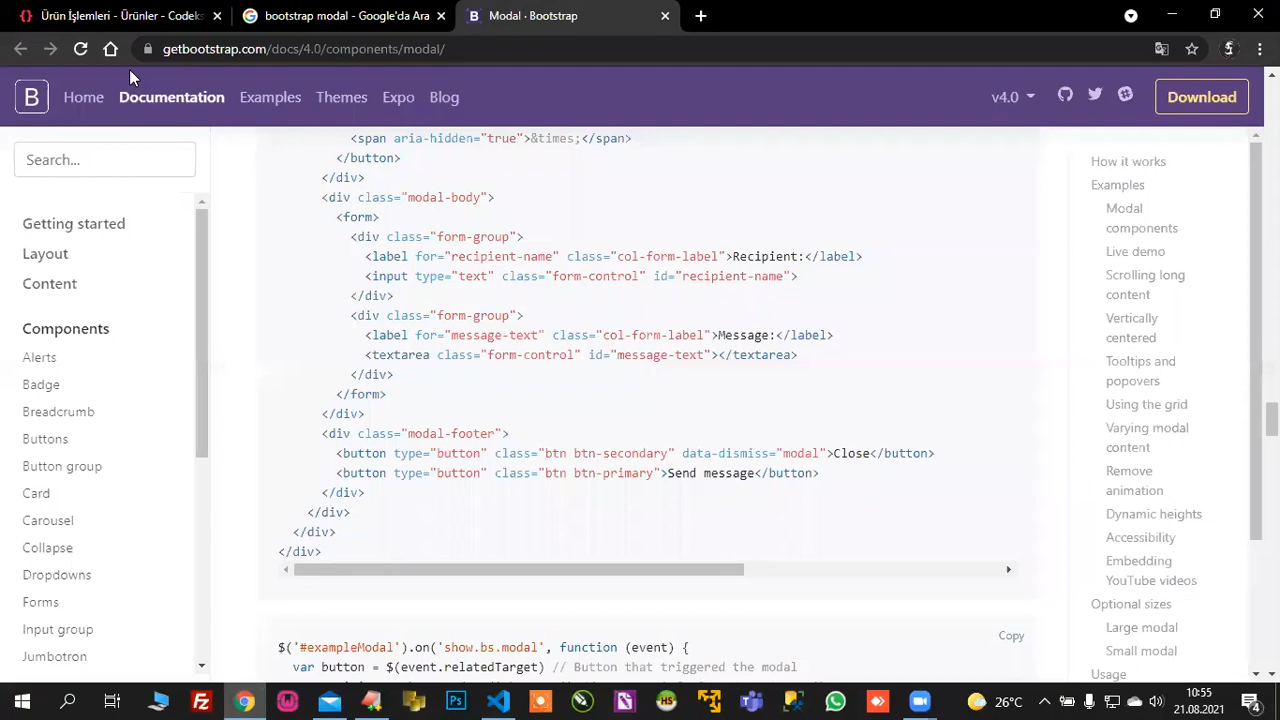 Ürün İşlemleri - Ürünler - Codeks
bootstrap modal - Google'da Ara
Modal · Bootstrap
getbootstrap.com/docs/4.0/components/modal/
B Home Documentation Examples Themes Expo Blog v4.0 Download
Search...
Getting started
Layout
Content
Components
Alerts
Badge
Breadcrumb
Buttons
Button group
Card
Carousel
Collapse
Dropdowns
Forms
Input group
Jumbotron
<span aria-hidden="true">&times;</span>
</button>
</div>
<div class="modal-body">
<form>
<div class="form-group">
<label for="recipient-name" class="col-form-label">Recipient:</label>
<input type="text" class="form-control" id="recipient-name">
</div>
<div class="form-group">
<label for="message-text" class="col-form-label">Message:</label>
<textarea class="form-control" id="message-text"></textarea>
</div>
</form>
</div>
<div class="modal-footer">
<button type="button" class="btn btn-secondary" data-dismiss="modal">Close</button>
<button type="button" class="btn btn-primary">Send message</button>
</div>
</div>
</div>
</div>
Copy
$('#exampleModal').on('show.bs.modal', function (event) {
var button = $(event.relatedTarget) // Button that triggered the modal
How it works
Examples
Modal
components
Live demo
Scrolling long
content
Vertically
centered
Tooltips and
popovers
Using the grid
Varying modal
content
Remove
animation
Dynamic heights
Accessibility
Embedding
YouTube videos
Optional sizes
Large modal
Small modal
Usage
26°C
10:55
21.08.2021
4